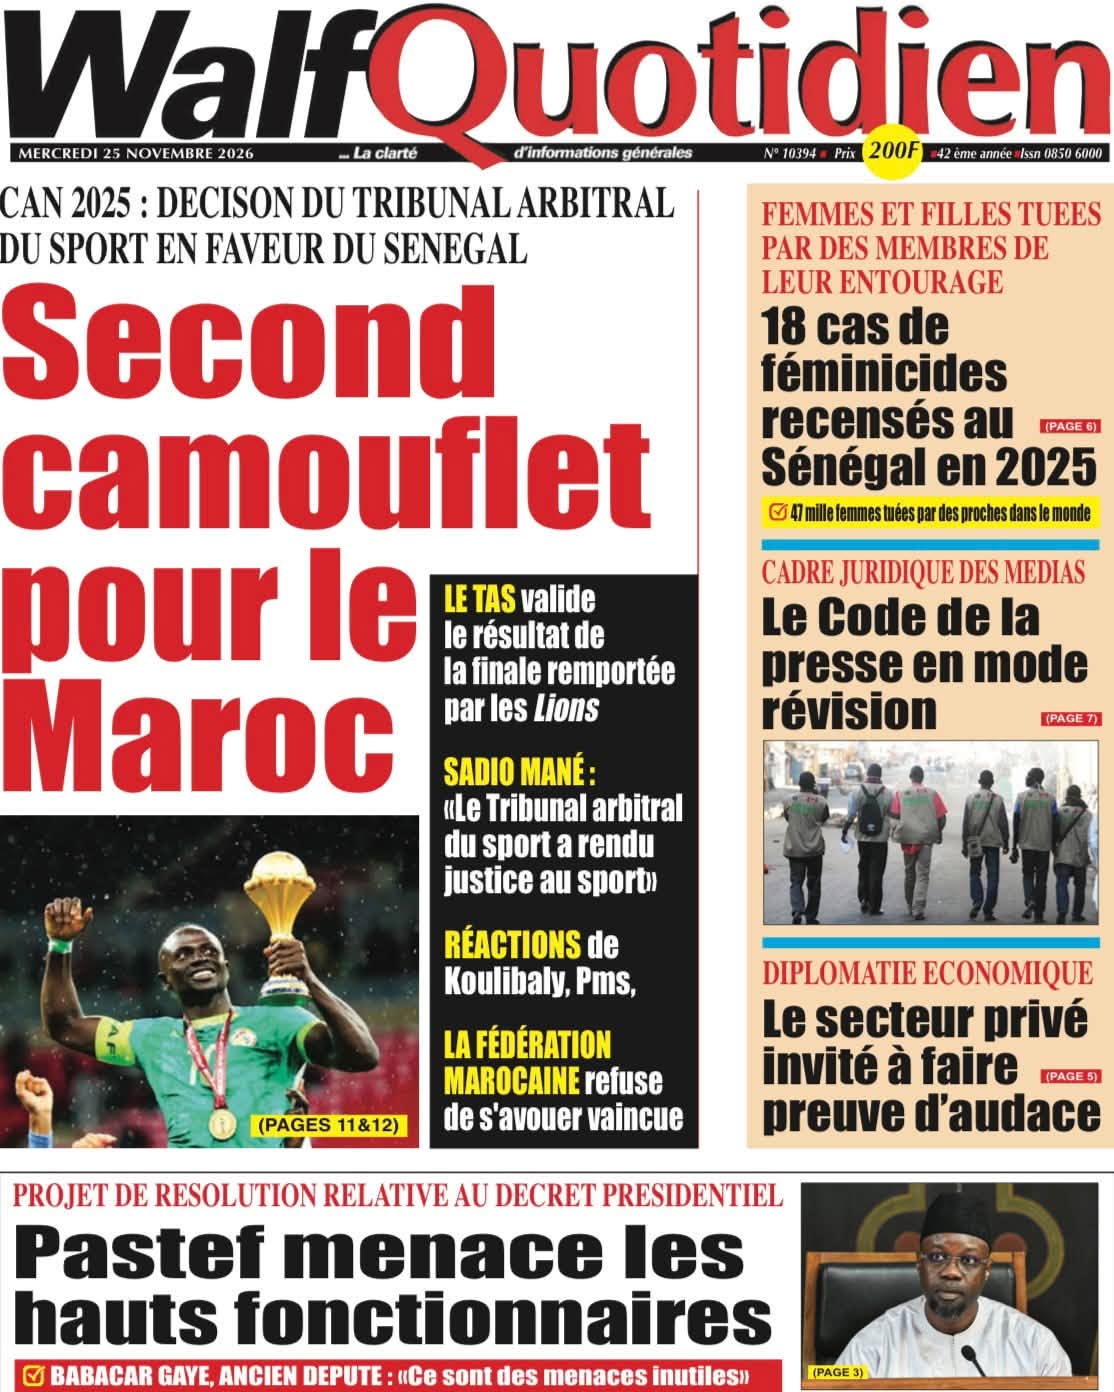 Walf Quotidien
MERCREDI 25 NOVEMBRE 2026
... La clarté d'informations générales
N° 10394 Prix 200F 42 ème année Issn 0850 6000
CAN 2025 : DECISON DU TRIBUNAL ARBITRAL
DU SPORT EN FAVEUR DU SENEGAL
Second
camouflet
pour le
Maroc
LE TAS valide
le résultat de
la finale remportée
par les Lions
SADIO MANÉ :
«Le Tribunal arbitral
du sport a rendu
justice au sport»
RÉACTIONS de
Koulibaly, Pms,
LA FÉDÉRATION
MAROCAINE refuse
de s'avouer vaincue
(PAGES 11&12)
FEMMES ET FILLES TUEES
PAR DES MEMBRES DE
LEUR ENTOURAGE
18 cas de
féminicides
recensés au
(PAGE 6)
Sénégal en 2025
47 mille femmes tuées par des proches dans le monde
CADRE JURIDIQUE DES MEDIAS
Le Code de la
presse en mode
révision
(PAGE 7)
DIPLOMATIE ECONOMIQUE
Le secteur privé
invité à faire
(PAGE 5)
preuve d'audace
PROJET DE RESOLUTION RELATIVE AU DECRET PRESIDENTIEL
Pastef menace les
hauts fonctionnaires
BABACAR GAYE, ANCIEN DEPUTE : «Ce sont des menaces inutiles»
(PAGE 3)